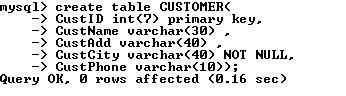 mysql> create table CUSTOMER(
-> CustID int(7) primary key,
-> CustName varchar(30) ,
-> CustAdd varchar(40) ,
-> CustCity varchar(40) NOT NULL,
-> CustPhone varchar(10));
Query OK, 0 rows affected (0.16 sec)